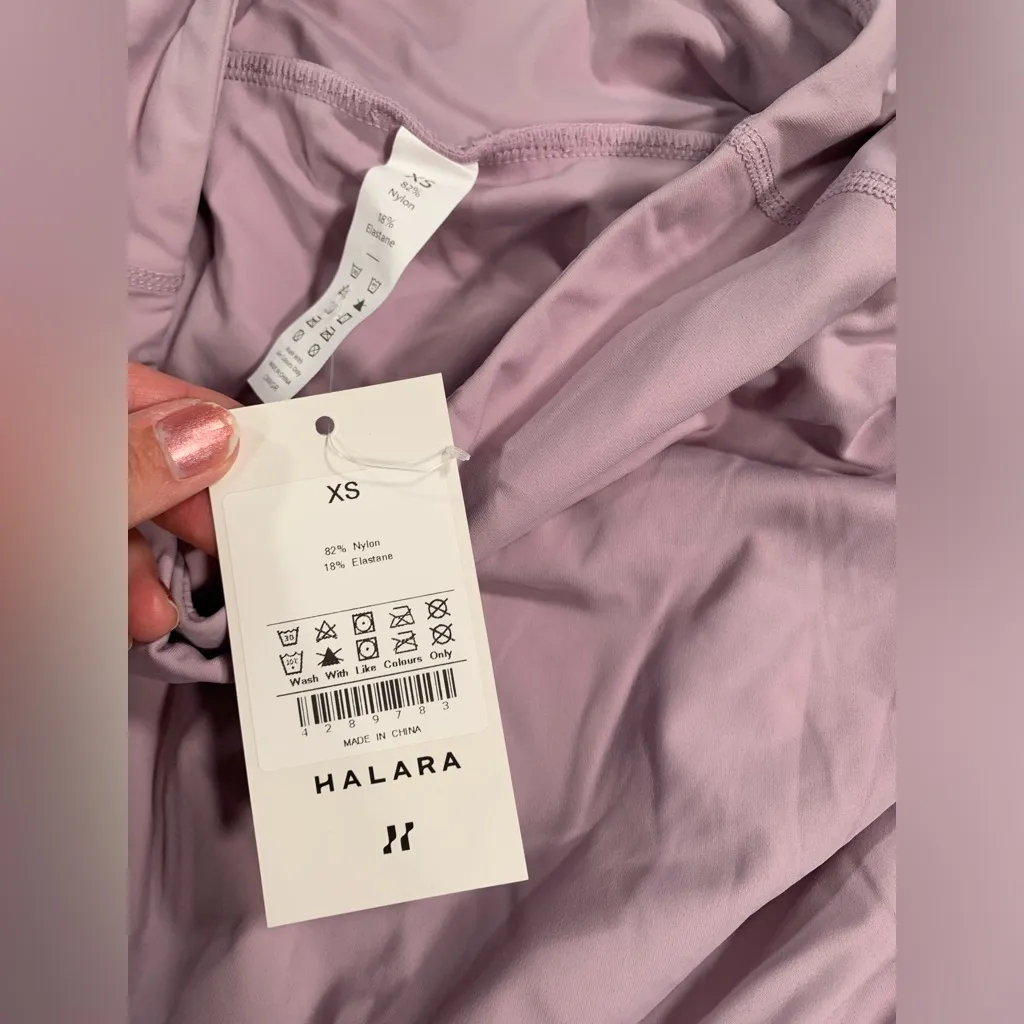 XS
82%
Nylon
18%
Elastane
XS
82% Nylon
18% Elastane
30
Wash With Like Colours Only
4 2 8 9 7 8 3
MADE IN CHINA
HALARA